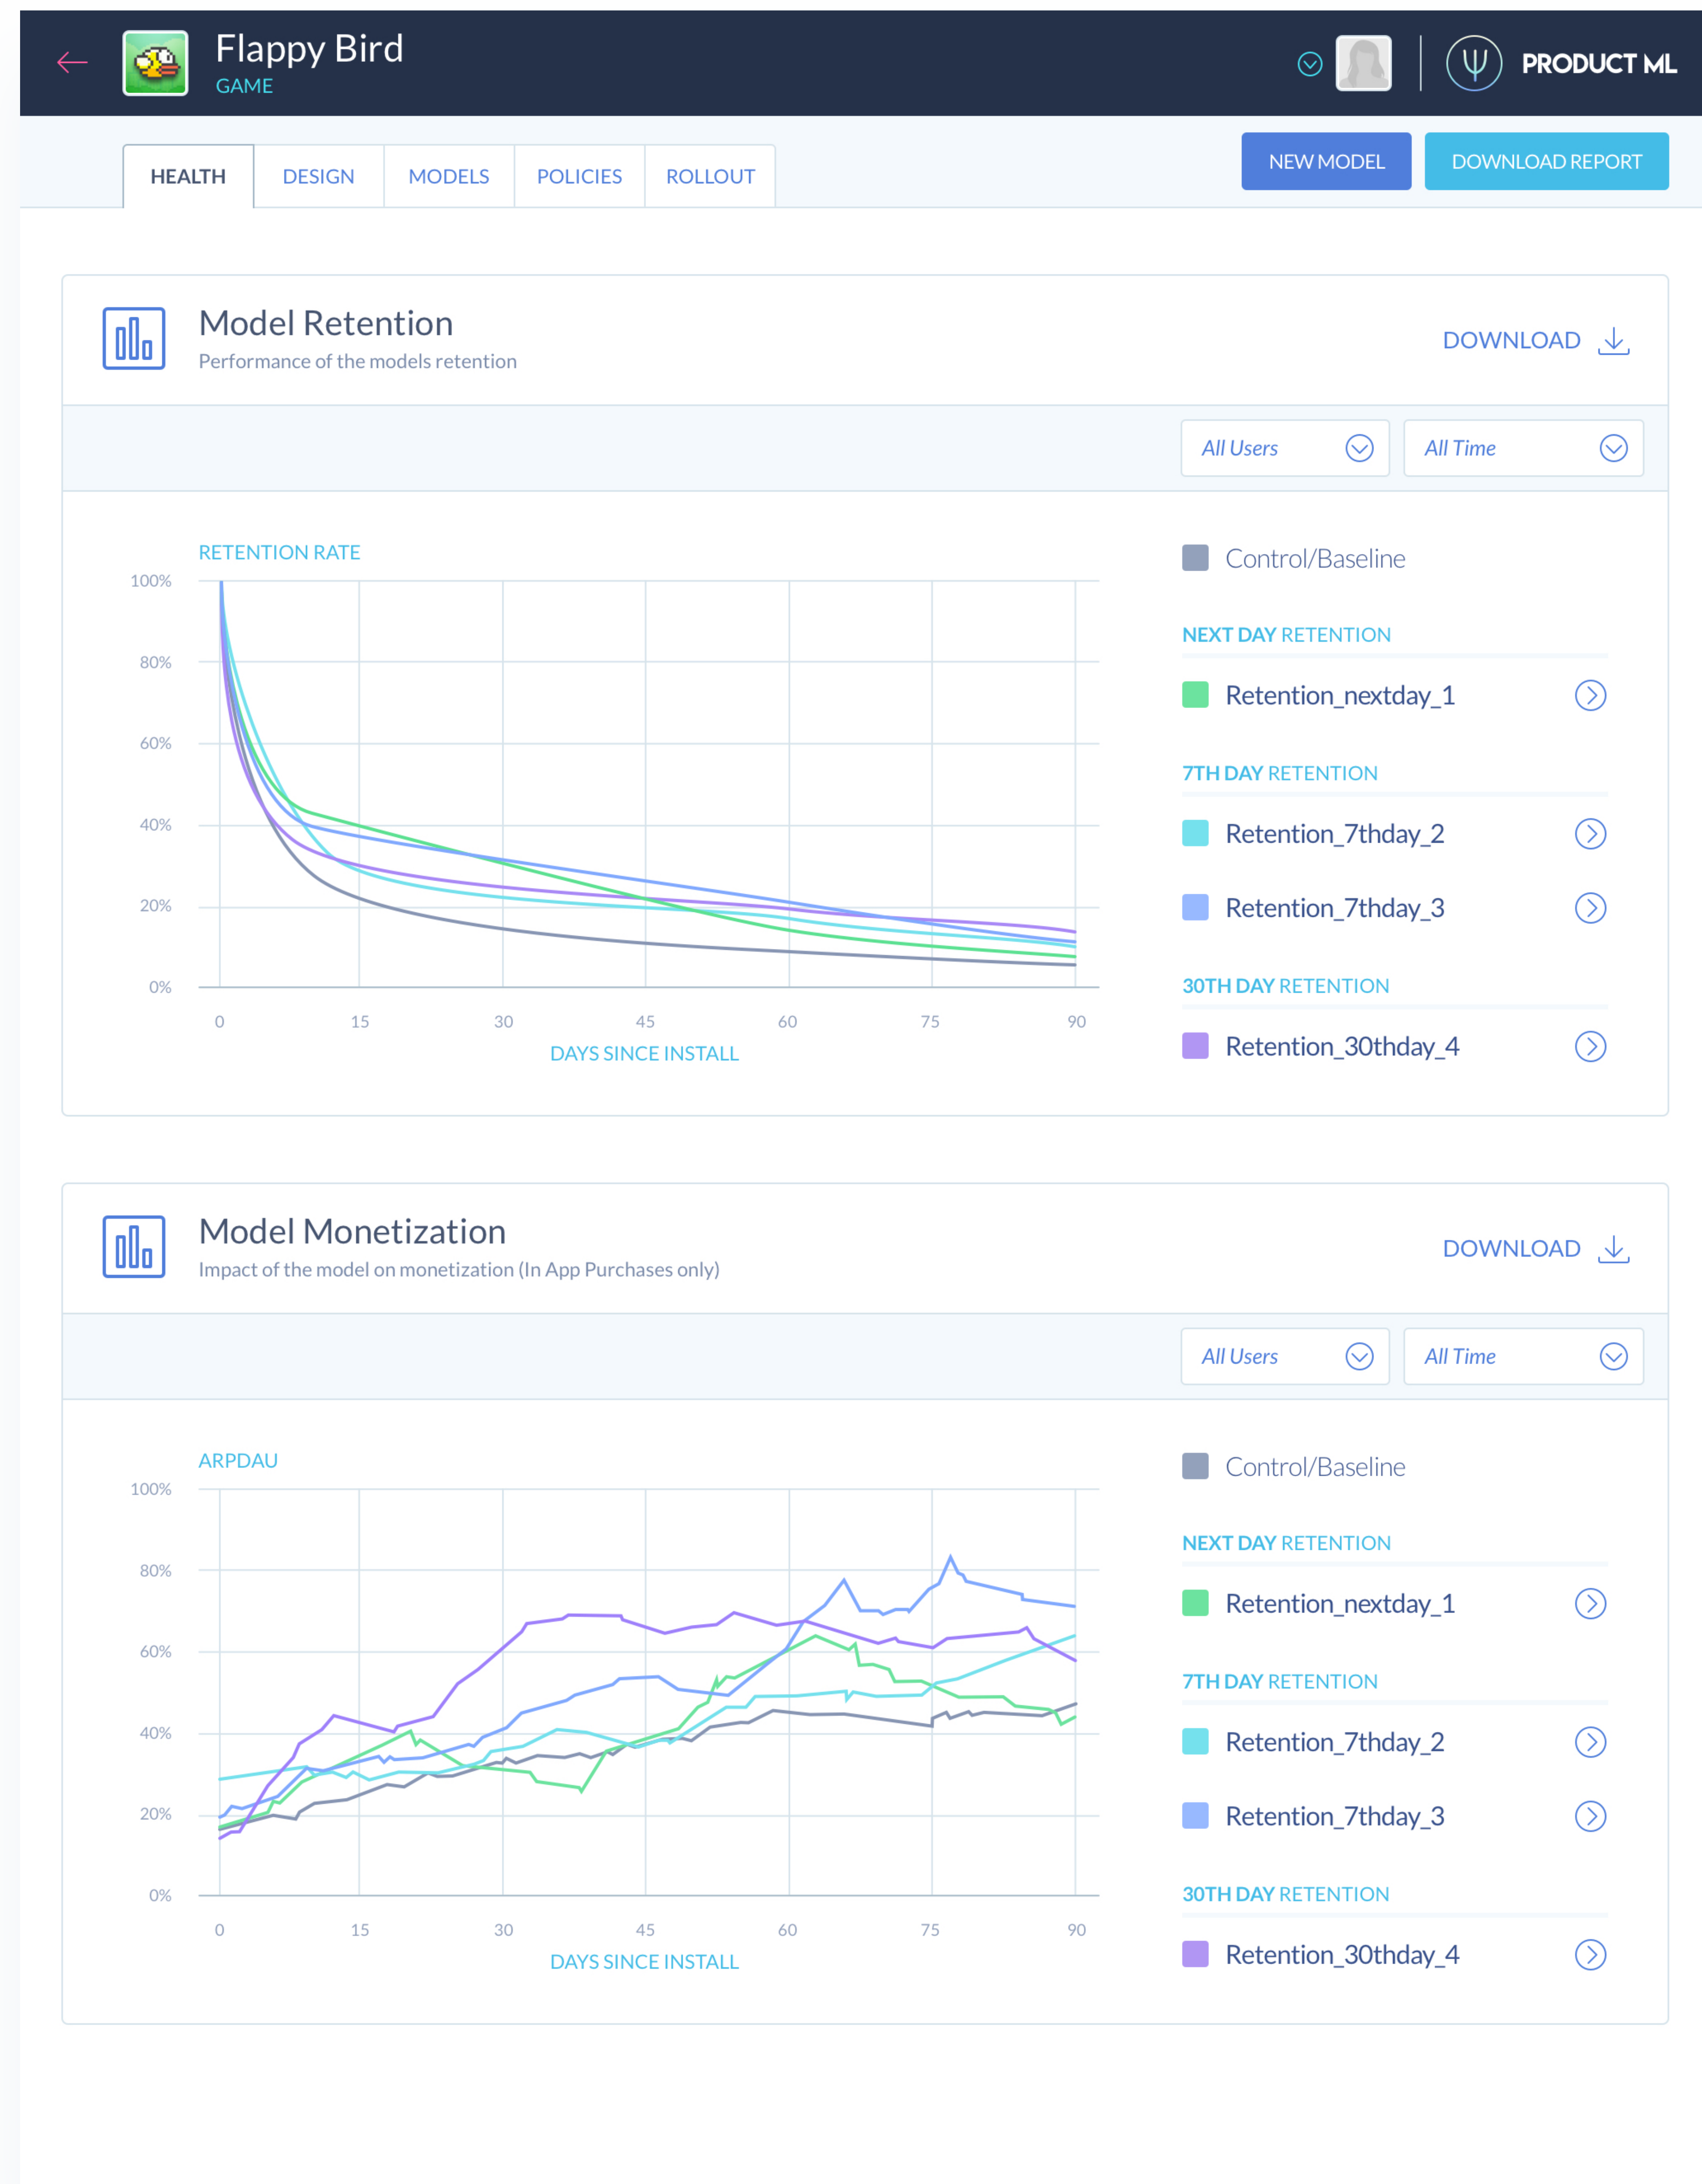 Flappy Bird
GAME
PRODUCT ML
HEALTH
DESIGN
MODELS
POLICIES
ROLLOUT
NEW MODEL
DOWNLOAD REPORT
Model Retention
Performance of the models retention
DOWNLOAD
All Users
All Time
RETENTION RATE
100%
80%
60%
40%
20%
0%
0
15
30
45
60
75
90
DAYS SINCE INSTALL
Control/Baseline
NEXT DAY RETENTION
Retention_nextday_1
7TH DAY RETENTION
Retention_7thday_2
Retention_7thday_3
30TH DAY RETENTION
Retention_30thday_4
Model Monetization
Impact of the model on monetization (In App Purchases only)
DOWNLOAD
All Users
All Time
ARPDAU
100%
80%
60%
40%
20%
0%
0
15
30
45
60
75
90
DAYS SINCE INSTALL
Control/Baseline
NEXT DAY RETENTION
Retention_nextday_1
7TH DAY RETENTION
Retention_7thday_2
Retention_7thday_3
30TH DAY RETENTION
Retention_30thday_4